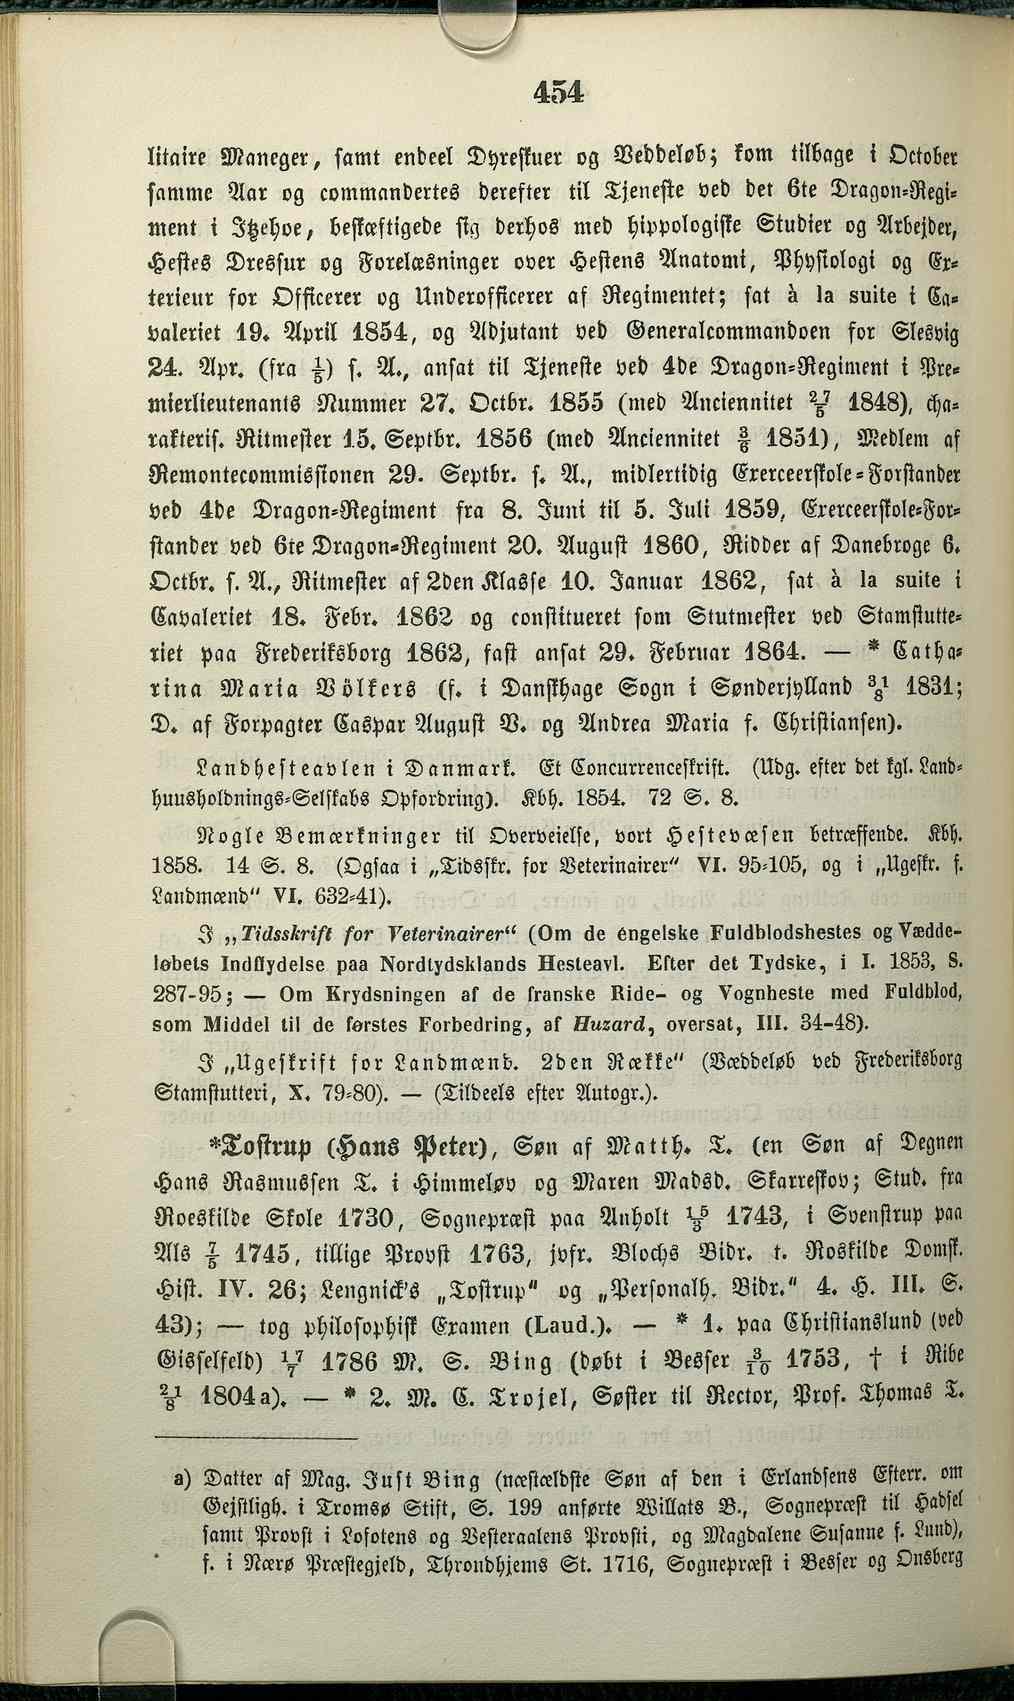 454
litaire Maneger, samt endeel Dyreskuer og Veddeløb; kom tilbage i October
samme Aar og commandertes derefter til Tjeneste ved det 6te Dragon-Regi-
ment i Itzehoe, beskæftigede sig derhos med hippologiske Studier og Arbejder,
Hestes Dressur og Forelæsninger over Hestens Anatomi, Physiologi og Ex-
terieur for Officerer og Underofficerer af Regimentet; sat à la suite i Ca-
valeriet 19. April 1854, og Adjutant ved Generalcommandoen for Slesvig
24. Apr. (fra 1/5) s. A., ansat til Tjeneste ved 4de Dragon-Regiment i Pre-
mierlieutenants Nummer 27. Octbr. 1855 (med Anciennitet 27/5 1848), cha-
rakteris. Ritmester 15. Septbr. 1856 (med Anciennitet 3/6 1851), Medlem af
Remontecommissionen 29. Septbr. s. A., midlertidig Exerceerskole-Forstander
ved 4de Dragon-Regiment fra 8. Juni til 5. Juli 1859, Exerceerskole-For-
stander ved 6te Dragon-Regiment 20. August 1860, Ridder af Danebroge 6.
Octbr. s. A., Ritmester af 2den Klasse 10. Januar 1862, sat à la suite i
Cavaleriet 18. Febr. 1862 og constitueret som Stutmester ved Stamstutte-
riet paa Frederiksborg 1862, fast ansat 29. Februar 1864. — * Catha-
rina Maria Völkers (f. i Danskhage Sogn i Sønderjylland 31/8 1831;
D. af Forpagter Caspar August V. og Andrea Maria f. Christiansen).
Landhesteavlen i Danmark. Et Concurrenceskrift. (Udg. efter det kgl. Land-
huusholdnings-Selskabs Opfordring). Kbh. 1854. 72 S. 8.
Nogle Bemærkninger til Overveielse, vort Hestevæsen betræffende. Kbh.
1858. 14 S. 8. (Ogsaa i „Tidsskr. for Veterinairer“ VI. 95-105, og i „Ugeskr. f.
Landmænd“ VI. 632-41).
I „Tidsskrift for Veterinairer“ (Om de engelske Fuldblodshestes og Vædde-
løbets Indflydelse paa Nordtydsklands Hesteavl. Efter det Tydske, i I. 1853, S.
287-95; — Om Krydsningen af de franske Ride- og Vognheste med Fuldblod,
som Middel til de førstes Forbedring, af Huzard, oversat, III. 34-48).
I „Ugeskrift for Landmænd. 2den Række“ (Væddeløb ved Frederiksborg
Stamstutteri, X. 79-80). — (Tildeels efter Autogr.).
*Tostrup (Hans Peter), Søn af Matth. T. (en Søn af Degnen
Hans Rasmussen T. i Himmeløv og Maren Madsd. Skarreskov; Stud. fra
Roeskilde Skole 1730, Sognepræst paa Anholt 15/3 1743, i Svenstrup paa
Als 7/5 1745, tillige Provst 1763, jvfr. Blochs Bidr. t. Roskilde Domsk.
Hist. IV. 26; Lengnick's „Tostrup“ og „Personalh. Bidr.“ 4. H. III. S.
43); — tog philosophisk Examen (Laud.). — * 1. paa Christianslund (ved
Gisselfeld) 17/7 1786 M. S. Bing (døbt i Besser 3/10 1753, † i Ribe
21/8 1804 a). — * 2. M. C. Trojel, Søster til Rector, Prof. Thomas T.
a) Datter af Mag. Just Bing (næstældste Søn af den i Erlandsens Efterr. om
Gejstligh. i Tromsø Stift, S. 199 anførte Willats B., Sognepræst til Hadsel
samt Provst i Lofotens og Vesteraalens Provsti, og Magdalene Susanne f. Lund),
f. i Nærø Præstegjeld, Throndhjems St. 1716, Sognepræst i Besser og Onsberg